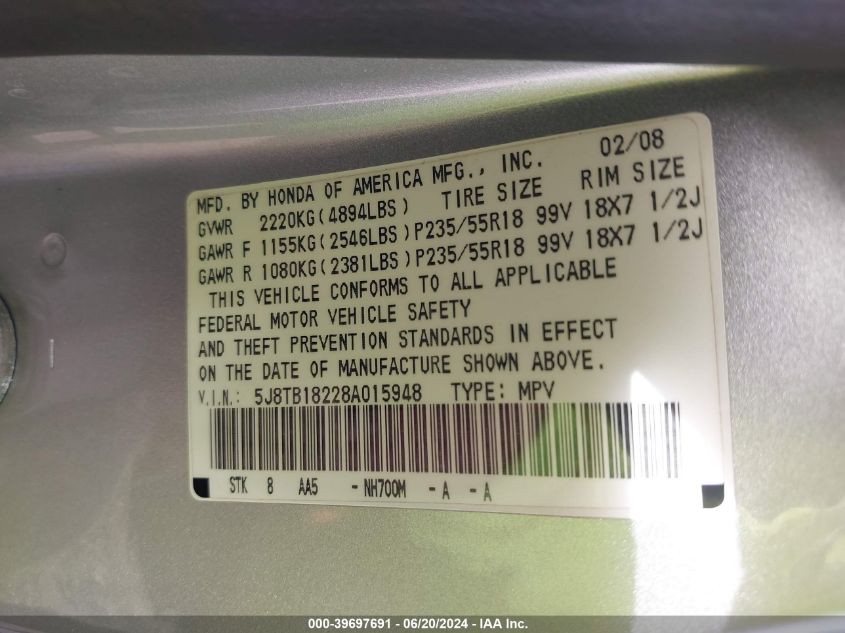 MFD. BY HONDA OF AMERICA MFG., INC. 02/08
GVWR 2220KG(4894LBS) TIRE SIZE RIM SIZE
GAWR F 1155KG(2546LBS)P235/55R18 99V 18X7 1/2J
GAWR R 1080KG(2381LBS)P235/55R18 99V 18X7 1/2J
THIS VEHICLE CONFORMS TO ALL APPLICABLE
FEDERAL MOTOR VEHICLE SAFETY
AND THEFT PREVENTION STANDARDS IN EFFECT
ON THE DATE OF MANUFACTURE SHOWN ABOVE.
V.I.N.: 5J8TB18228A015948 TYPE: MPV
STK 8 AA5 -NH700M -A -A
000-39697691 - 06/20/2024 - IAA Inc.